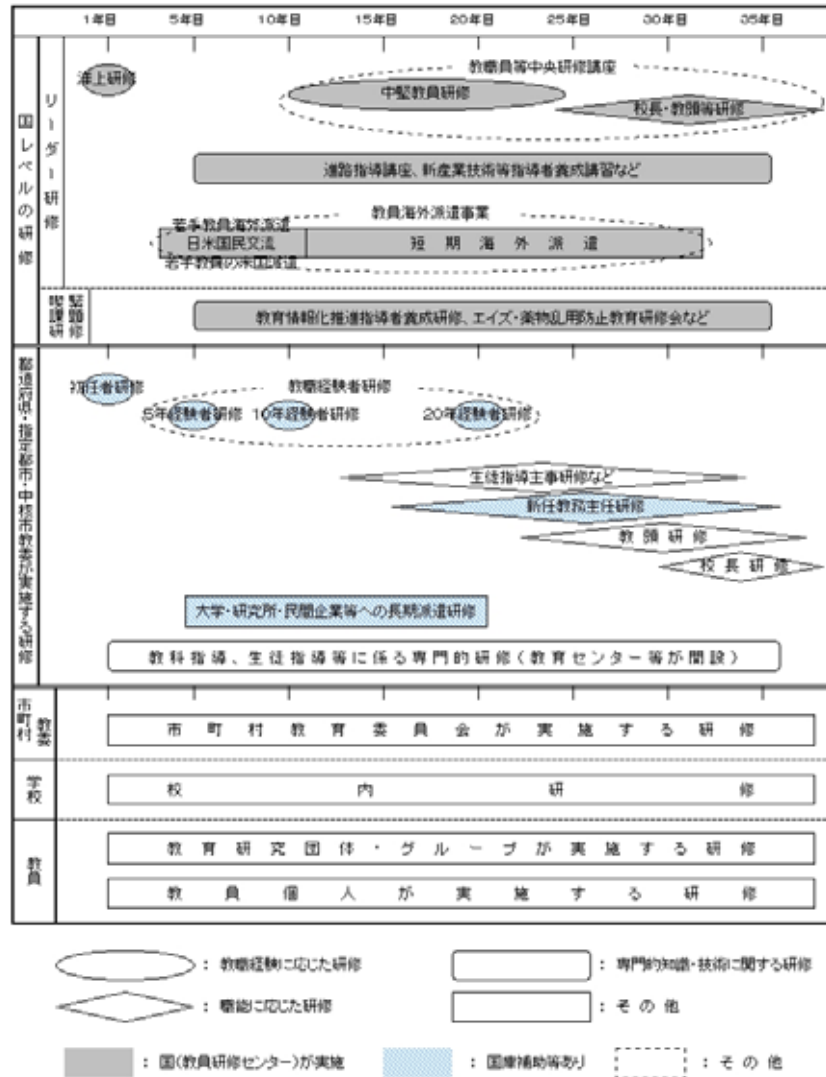 1年目 5年目 10年目 15年目 20年目 25年目 30年目 35年目
国レベルの研修
リーダー研修
洋上研修
教職員等中央研修講座
中堅教員研修
校長・教頭等研修
進路指導講座、新産業技術等指導者養成講習など
教員海外派遣事業
若手教員海外派遣
日米国民交流
若手教員の米国派遣
短期海外派遣
喫緊課題研修
教育情報化推進指導者養成研修、エイズ・薬物乱用防止教育研修会など
都道府県・指定都市・中核市教委が実施する研修
初任者研修
教職経験者研修
5年経験者研修 10年経験者研修 20年経験者研修
生徒指導主事研修など
新任教務主任研修
教頭研修
校長研修
大学・研究所・民間企業等への長期派遣研修
教科指導、生徒指導等に係る専門的研修(教育センター等が開設)
市町村教委
市町村教育委員会が実施する研修
学校
校内研修
教員
教育研究団体・グループが実施する研修
教員個人が実施する研修
:教職経験に応じた研修
:専門的知識・技術に関する研修
:職能に応じた研修
:その他
:国(教員研修センター)が実施
:国庫補助等あり
:その他